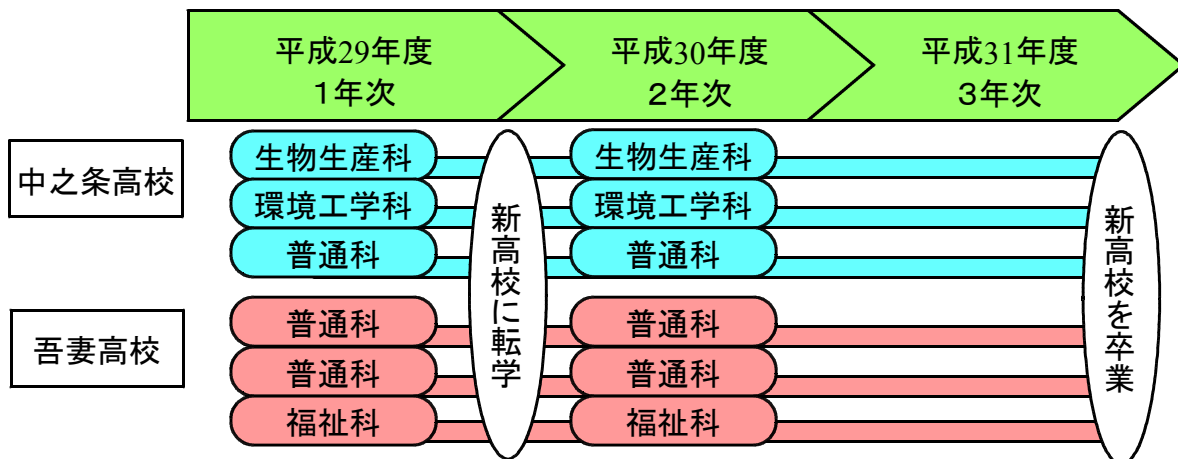 平成29年度
1年次
平成30年度
2年次
平成31年度
3年次
中之条高校
生物生産科
生物生産科
環境工学科
環境工学科
普通科
普通科
新高校に転学
新高校を卒業
吾妻高校
普通科
普通科
普通科
普通科
福祉科
福祉科